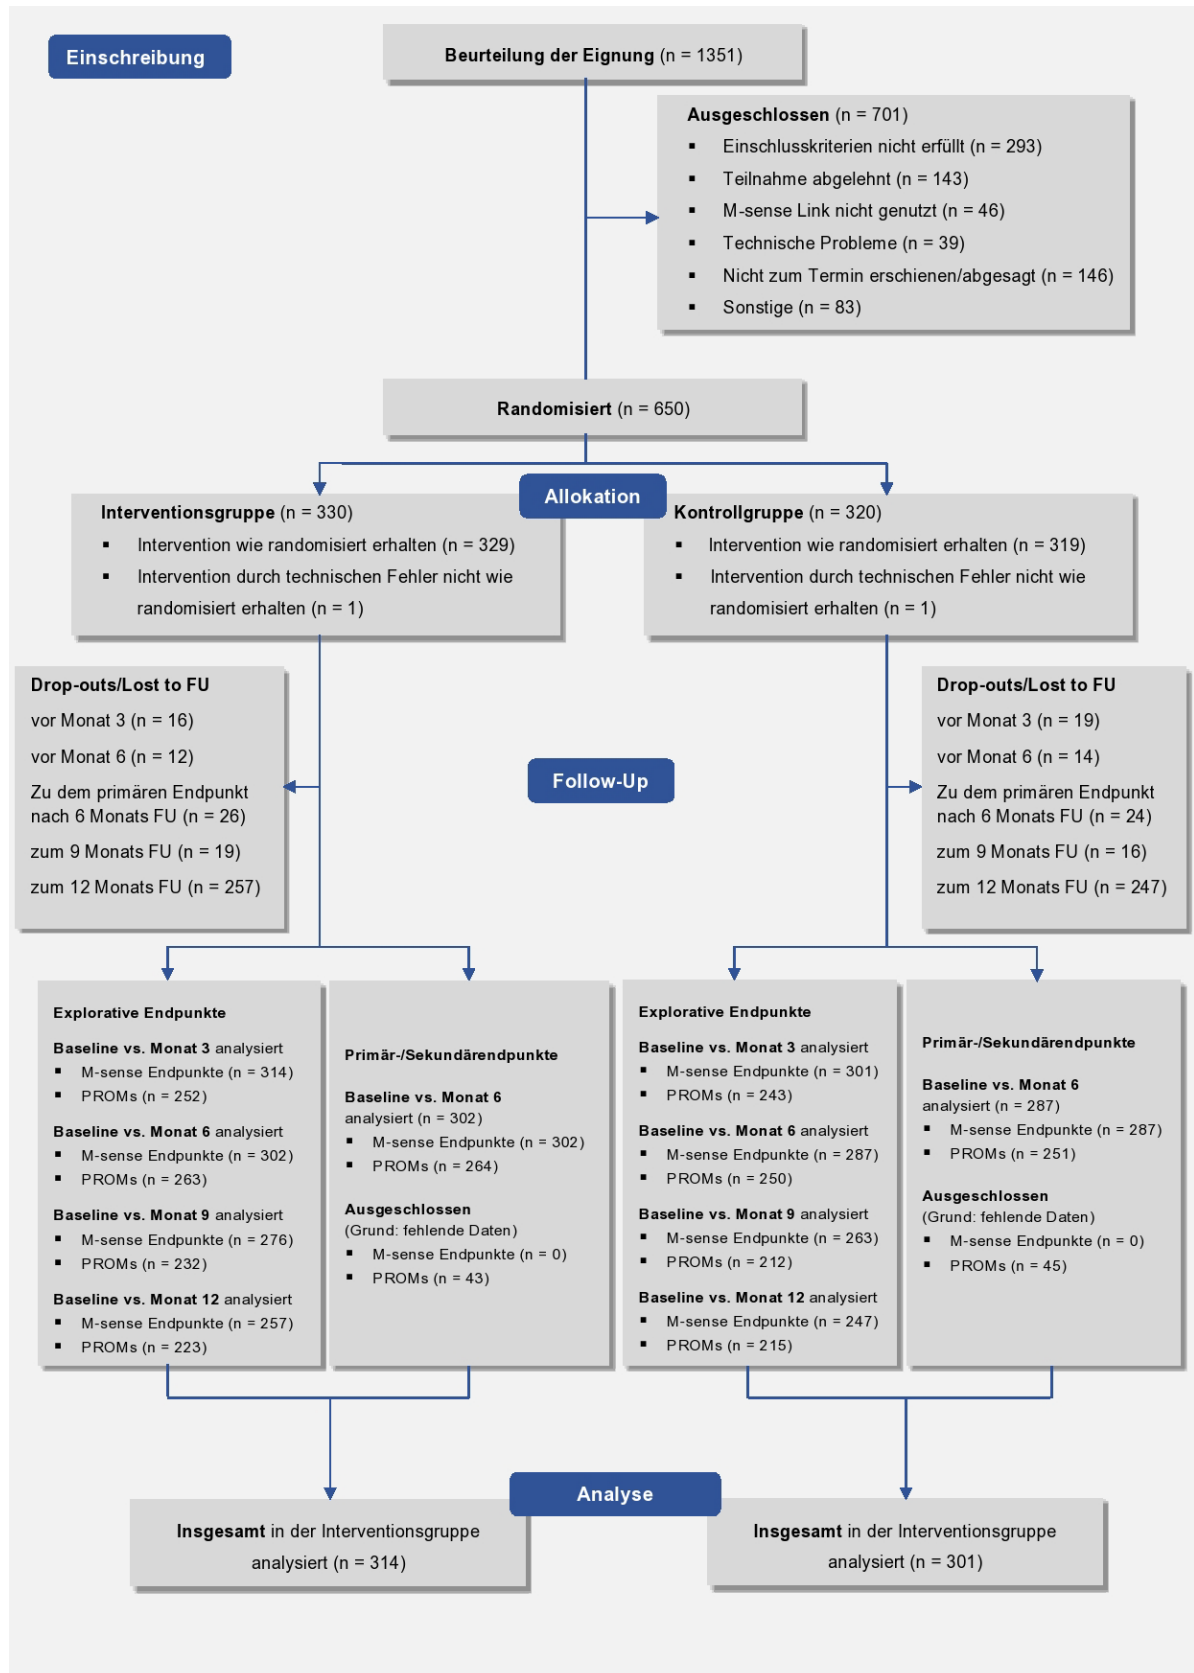 Einschreibung
Beurteilung der Eignung (n = 1351)
Ausgeschlossen (n = 701)
▪ Einschlusskriterien nicht erfüllt (n = 293)
▪ Teilnahme abgelehnt (n = 143)
▪ M-sense Link nicht genutzt (n = 46)
▪ Technische Probleme (n = 39)
▪ Nicht zum Termin erschienen/abgesagt (n = 146)
▪ Sonstige (n = 83)
Randomisiert (n = 650)
Allokation
Interventionsgruppe (n = 330)
▪ Intervention wie randomisiert erhalten (n = 329)
▪ Intervention durch technischen Fehler nicht wie
randomisiert erhalten (n = 1)
Kontrollgruppe (n = 320)
▪ Intervention wie randomisiert erhalten (n = 319)
▪ Intervention durch technischen Fehler nicht wie
randomisiert erhalten (n = 1)
Follow-Up
Drop-outs/Lost to FU
vor Monat 3 (n = 16)
vor Monat 6 (n = 12)
Zu dem primären Endpunkt
nach 6 Monats FU (n = 26)
zum 9 Monats FU (n = 19)
zum 12 Monats FU (n = 257)
Drop-outs/Lost to FU
vor Monat 3 (n = 19)
vor Monat 6 (n = 14)
Zu dem primären Endpunkt
nach 6 Monats FU (n = 24)
zum 9 Monats FU (n = 16)
zum 12 Monats FU (n = 247)
Explorative Endpunkte
Baseline vs. Monat 3 analysiert
▪ M-sense Endpunkte (n = 314)
▪ PROMs (n = 252)
Baseline vs. Monat 6 analysiert
▪ M-sense Endpunkte (n = 302)
▪ PROMs (n = 263)
Baseline vs. Monat 9 analysiert
▪ M-sense Endpunkte (n = 276)
▪ PROMs (n = 232)
Baseline vs. Monat 12 analysiert
▪ M-sense Endpunkte (n = 257)
▪ PROMs (n = 223)
Primär-/Sekundärendpunkte
Baseline vs. Monat 6
analysiert (n = 302)
▪ M-sense Endpunkte (n = 302)
▪ PROMs (n = 264)
Ausgeschlossen
(Grund: fehlende Daten)
▪ M-sense Endpunkte (n = 0)
▪ PROMs (n = 43)
Explorative Endpunkte
Baseline vs. Monat 3 analysiert
▪ M-sense Endpunkte (n = 301)
▪ PROMs (n = 243)
Baseline vs. Monat 6 analysiert
▪ M-sense Endpunkte (n = 287)
▪ PROMs (n = 250)
Baseline vs. Monat 9 analysiert
▪ M-sense Endpunkte (n = 263)
▪ PROMs (n = 212)
Baseline vs. Monat 12 analysiert
▪ M-sense Endpunkte (n = 247)
▪ PROMs (n = 215)
Primär-/Sekundärendpunkte
Baseline vs. Monat 6
analysiert (n = 287)
▪ M-sense Endpunkte (n = 287)
▪ PROMs (n = 251)
Ausgeschlossen
(Grund: fehlende Daten)
▪ M-sense Endpunkte (n = 0)
▪ PROMs (n = 45)
Analyse
Insgesamt in der Interventionsgruppe
analysiert (n = 314)
Insgesamt in der Interventionsgruppe
analysiert (n = 301)